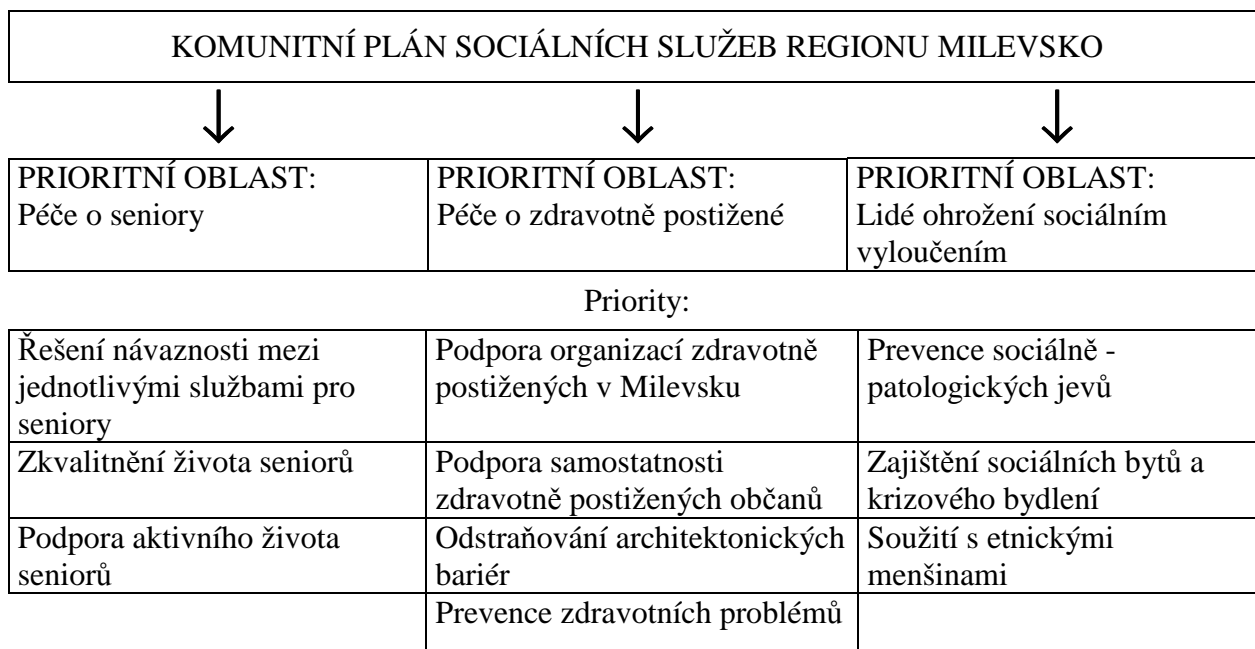 KOMUNITNÍ PLÁN SOCIÁLNÍCH SLUŽEB REGIONU MILEVSKO
PRIORITNÍ OBLAST:
Péče o seniory
PRIORITNÍ OBLAST:
Péče o zdravotně postižené
PRIORITNÍ OBLAST:
Lidé ohrožení sociálním
vyloučením
Priority:
Řešení návaznosti mezi
jednotlivými službami pro
seniory
Podpora organizací zdravotně
postižených v Milevsku
Prevence sociálně -
patologických jevů
Zkvalitnění života seniorů
Podpora samostatnosti
zdravotně postižených občanů
Zajištění sociálních bytů a
krizového bydlení
Podpora aktivního života
seniorů
Odstraňování architektonických
bariér
Soužití s etnickými
menšinami
Prevence zdravotních problémů